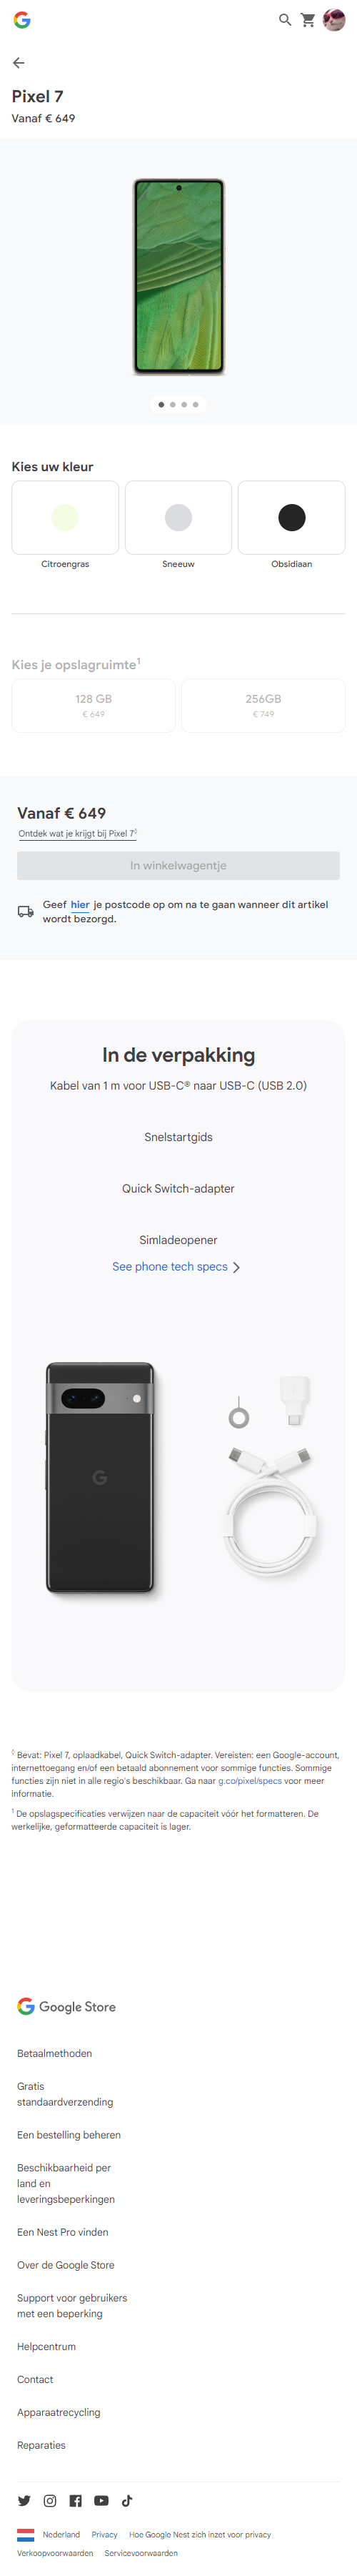 Pixel 7
Vanaf € 649
Kies uw kleur
Citroengras
Sneeuw
Obsidiaan
Kies je opslagruimte¹
128 GB
€ 649
256GB
€ 749
Vanaf € 649
Ontdek wat je krijgt bij Pixel 7◊
In winkelwagentje
Geef hier je postcode op om na te gaan wanneer dit artikel
wordt bezorgd.
In de verpakking
Kabel van 1 m voor USB-C® naar USB-C (USB 2.0)
Snelstartgids
Quick Switch-adapter
Simladeopener
See phone tech specs
◊ Bevat: Pixel 7, oplaadkabel, Quick Switch-adapter. Vereisten: een Google-account,
internettoegang en/of een betaald abonnement voor sommige functies. Sommige
functies zijn niet in alle regio's beschikbaar. Ga naar g.co/pixel/specs voor meer
informatie.
¹ De opslagspecificaties verwijzen naar de capaciteit vóór het formatteren. De
werkelijke, geformatteerde capaciteit is lager.
Google Store
Betaalmethoden
Gratis
standaardverzending
Een bestelling beheren
Beschikbaarheid per
land en
leveringsbeperkingen
Een Nest Pro vinden
Over de Google Store
Support voor gebruikers
met een beperking
Helpcentrum
Contact
Apparaatrecycling
Reparaties
Nederland Privacy Hoe Google Nest zich inzet voor privacy
Verkoopvoorwaarden Servicevoorwaarden